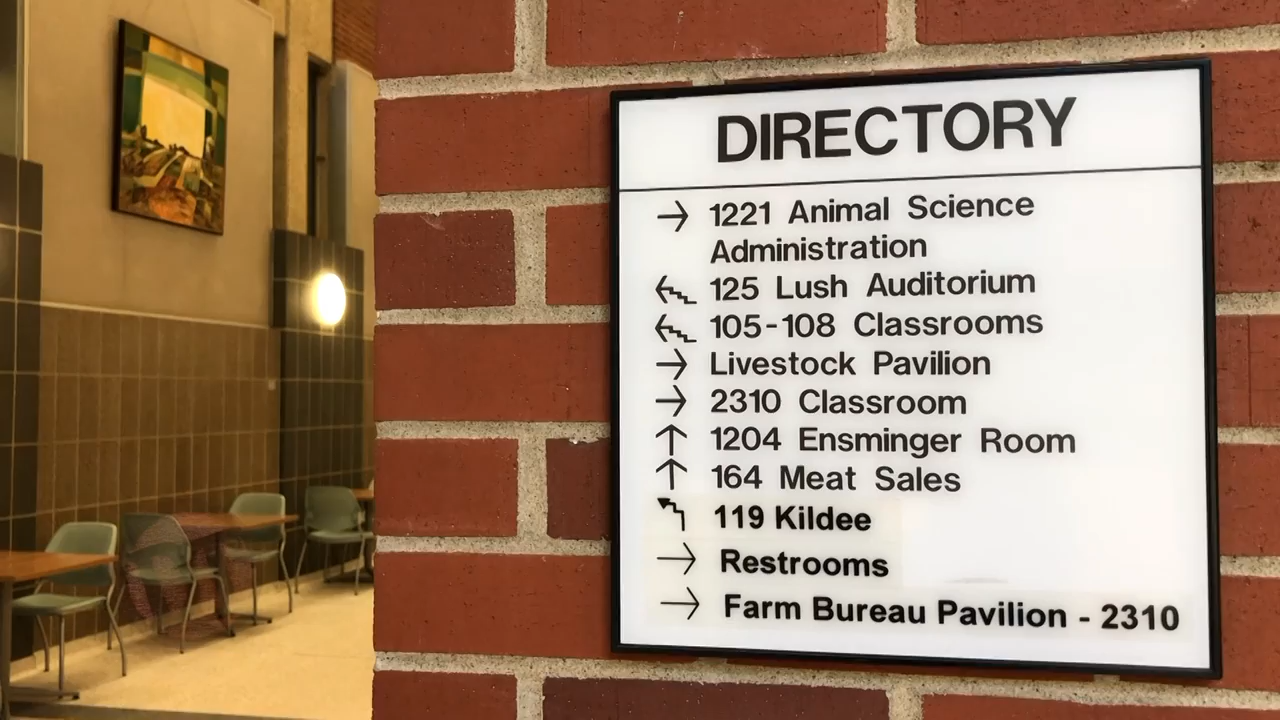 DIRECTORY
→ 1221 Animal Science
Administration
125 Lush Auditorium
105-108 Classrooms
→ Livestock Pavilion
→ 2310 Classroom
↑ 1204 Ensminger Room
↑ 164 Meat Sales
119 Kildee
→ Restrooms
→ Farm Bureau Pavilion - 2310